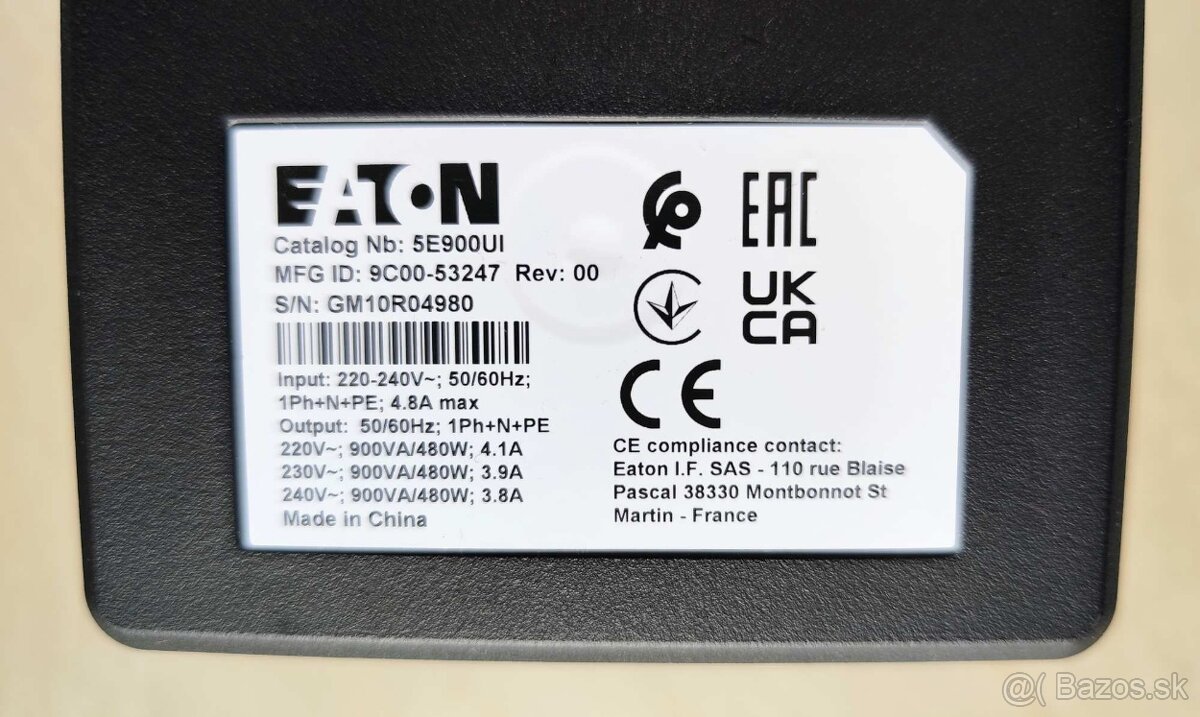 EATON
Catalog Nb: 5E900UI
MFG ID: 9C00-53247 Rev: 00
S/N: GM10R04980
Input: 220-240V~; 50/60Hz;
1Ph+N+PE; 4.8A max
Output: 50/60Hz; 1Ph+N+PE
220V~; 900VA/480W; 4.1A
230V~; 900VA/480W; 3.9A
240V~; 900VA/480W; 3.8A
Made in China
EAC
UK
CA
CE
CE compliance contact:
Eaton I.F. SAS - 110 rue Blaise
Pascal 38330 Montbonnot St
Martin - France
@( Bazos.sk